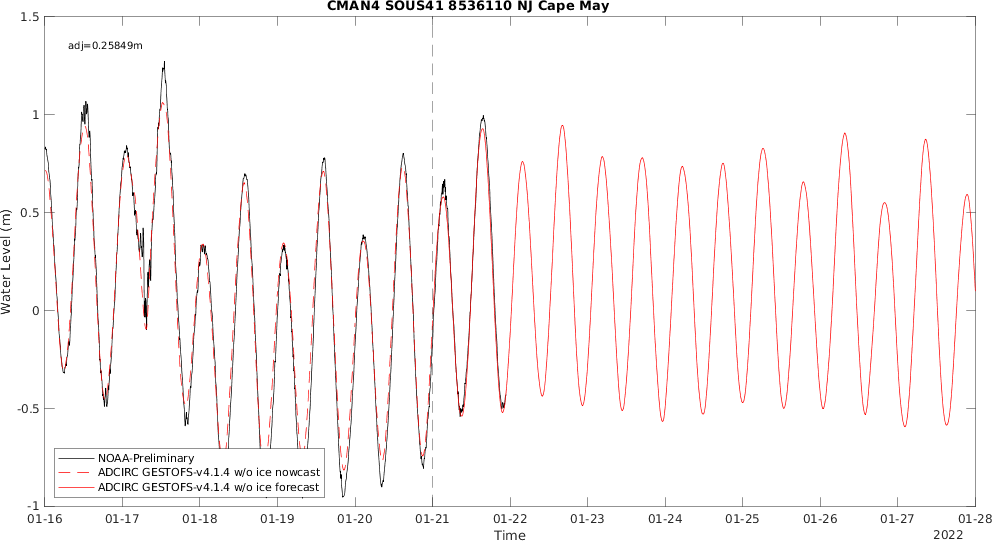 CMAN4 SOUS41 8536110 NJ Cape May
adj=0.25849m
1.5
1
0.5
0
-0.5
-1
Water Level (m)
NOAA-Preliminary
ADCIRC GESTOFS-v4.1.4 w/o ice nowcast
ADCIRC GESTOFS-v4.1.4 w/o ice forecast
01-16 01-17 01-18 01-19 01-20 01-21 01-22 01-23 01-24 01-25 01-26 01-27 01-28
Time
2022